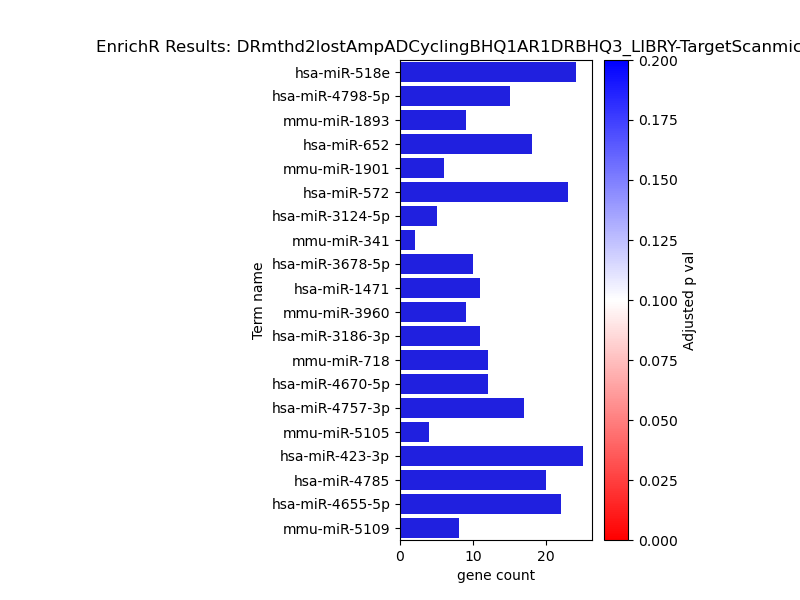 EnrichR Results: DRmthd2lostAmpADCyclingBHQ1AR1DRBHQ3_LIBRY-TargetScanmic
hsa-miR-518e
hsa-miR-4798-5p
mmu-miR-1893
hsa-miR-652
mmu-miR-1901
hsa-miR-572
hsa-miR-3124-5p
mmu-miR-341
hsa-miR-3678-5p
hsa-miR-1471
mmu-miR-3960
hsa-miR-3186-3p
mmu-miR-718
hsa-miR-4670-5p
hsa-miR-4757-3p
mmu-miR-5105
hsa-miR-423-3p
hsa-miR-4785
hsa-miR-4655-5p
mmu-miR-5109
Term name
0 10 20
gene count
0.200
0.175
0.150
0.125
0.100
0.075
0.050
0.025
0.000
Adjusted p val